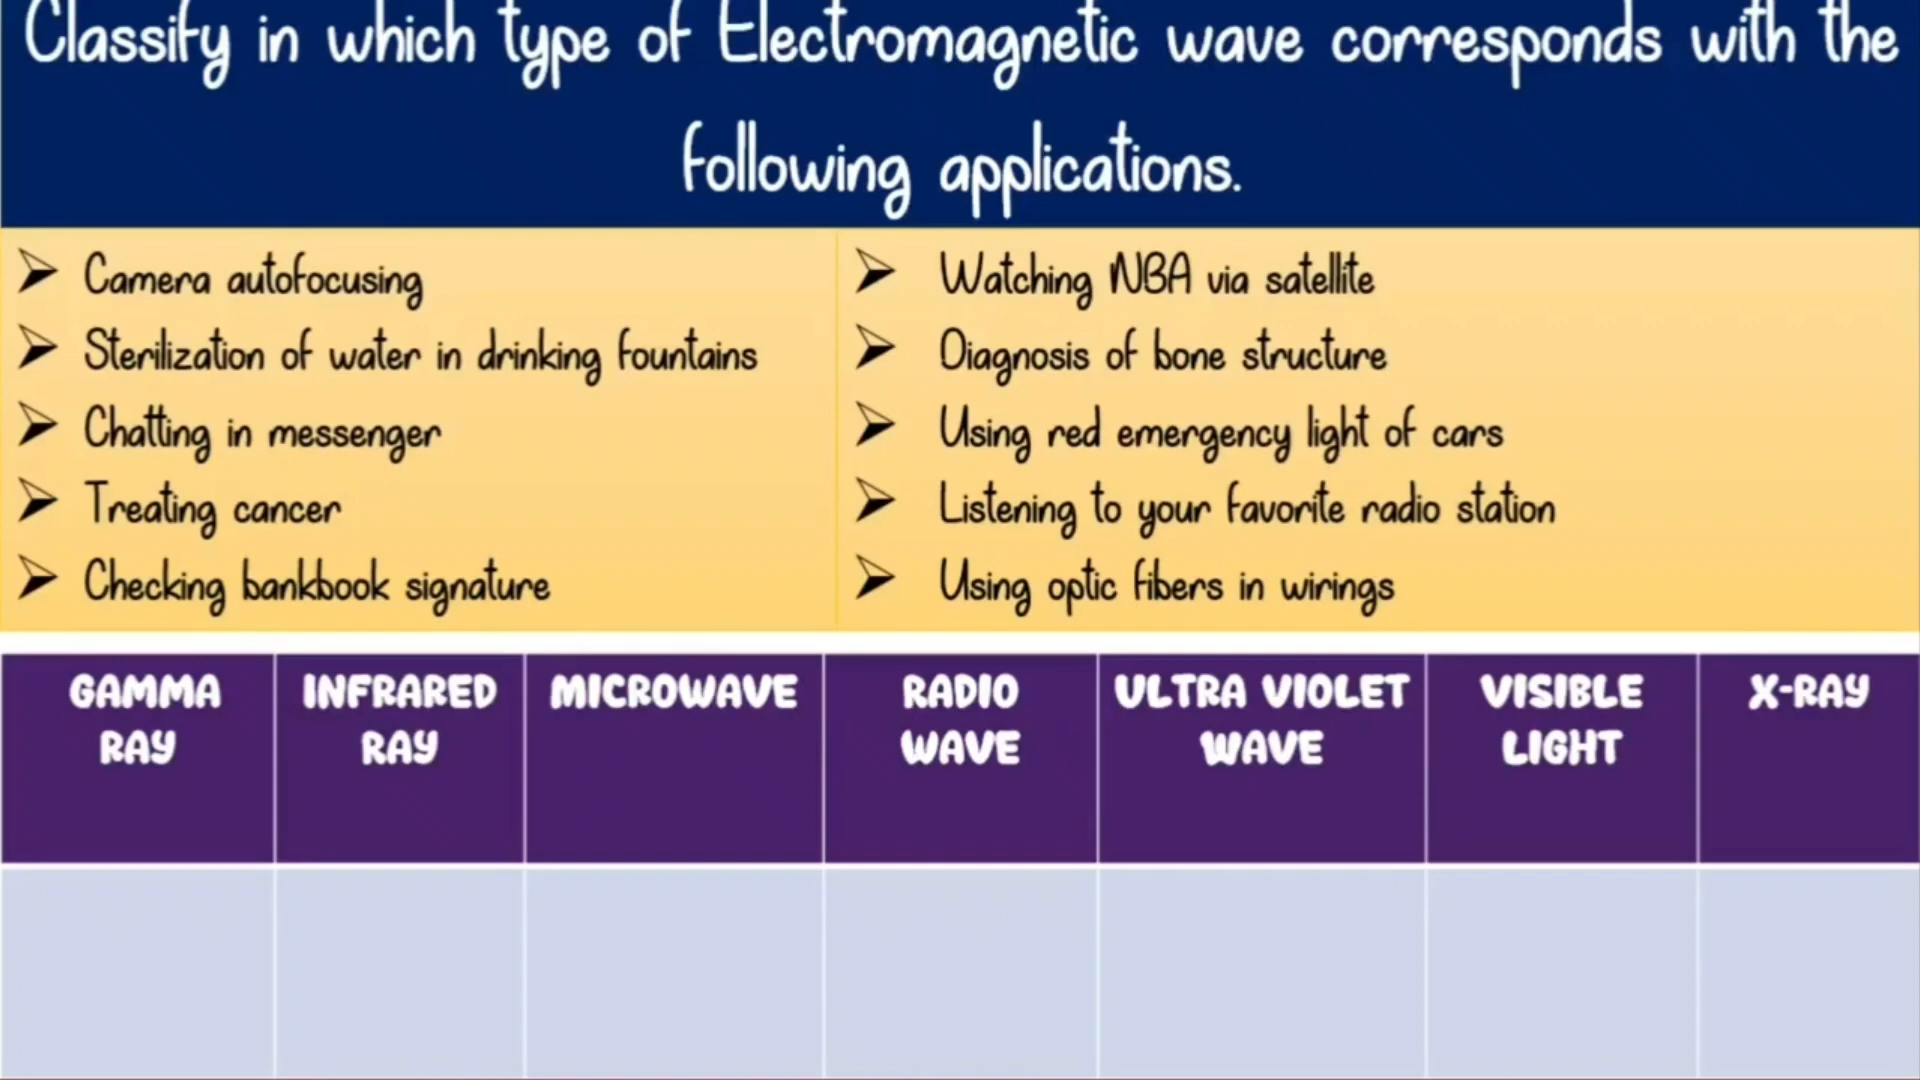 Classify in which type of Electromagnetic wave corresponds with the
following applications.
Camera autofocusing
Sterilization of water in drinking fountains
Chatting in messenger
Treating cancer
Checking bankbook signature
Watching NBA via satellite
Diagnosis of bone structure
Using red emergency light of cars
Listening to your favorite radio station
Using optic fibers in wirings
GAMMA
RAY
INFRARED
RAY
MICROWAVE
RADIO
WAVE
ULTRA VIOLET
WAVE
VISIBLE
LIGHT
X-RAY